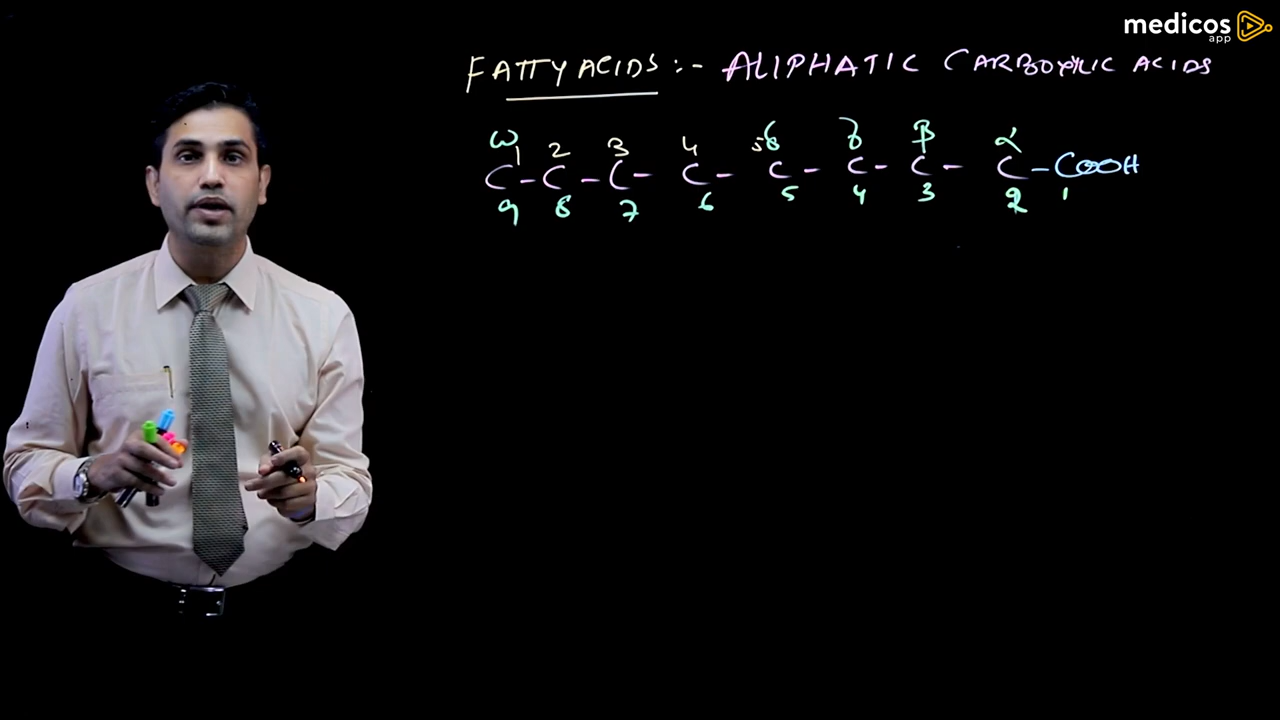 medicos
app
FATTY ACIDS :- ALIPHATIC CARBOXYLIC ACIDS
ω 1 2 3 4 5 δ γ β α
C - C - C - C - C - C - C - C - COOH
9 8 7 6 5 4 3 2 1